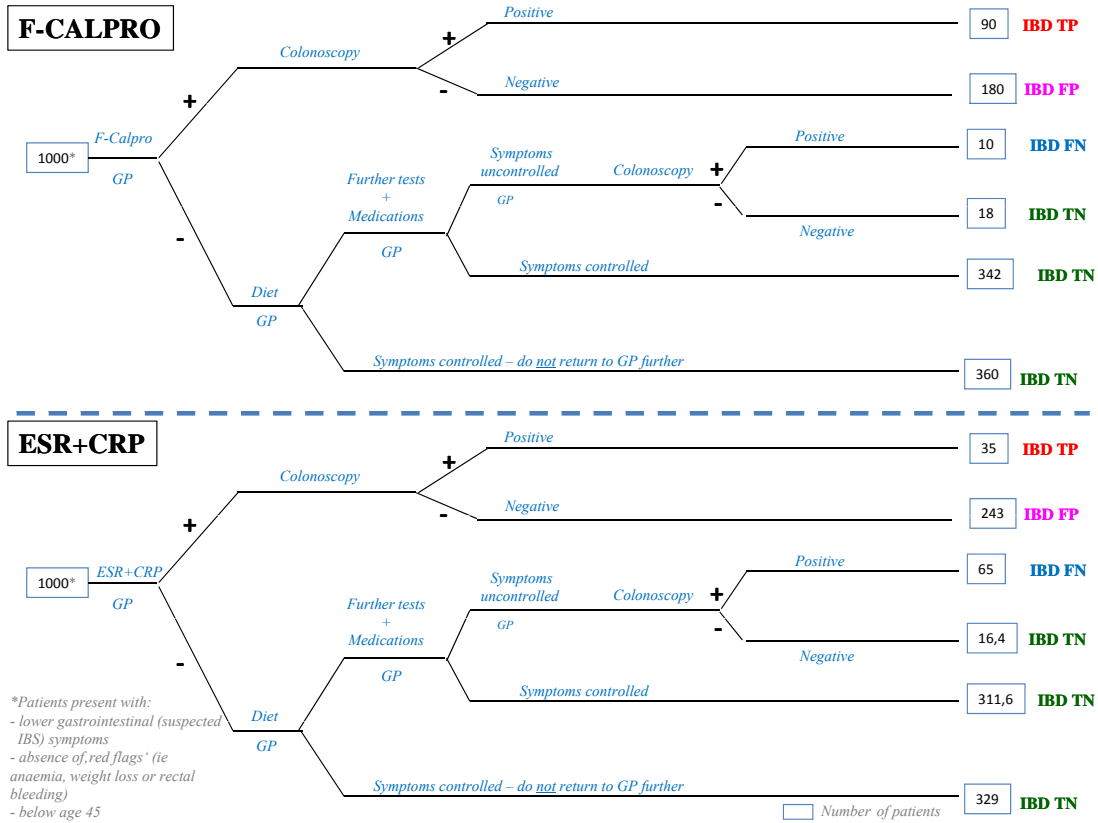 F-CALPRO
Positive
90
IBD TP
Colonoscopy
+
-
Negative
180
IBD FP
+
F-Calpro
1000*
GP
-
Positive
10
IBD FN
Symptoms
uncontrolled
GP
Colonoscopy
+
-
Further tests
+
Medications
GP
18
IBD TN
Negative
Symptoms controlled
342
IBD TN
Diet
GP
Symptoms controlled – do not return to GP further
360
IBD TN
ESR+CRP
Positive
35
IBD TP
Colonoscopy
+
-
Negative
243
IBD FP
+
ESR+CRP
1000*
GP
-
Positive
65
IBD FN
Symptoms
uncontrolled
GP
Colonoscopy
+
-
Further tests
+
Medications
GP
16,4
IBD TN
Negative
Symptoms controlled
311,6
IBD TN
Diet
GP
Symptoms controlled – do not return to GP further
329
IBD TN
*Patients present with:
- lower gastrointestinal (suspected
IBS) symptoms
- absence of‚red flags‘ (ie
anaemia, weight loss or rectal
bleeding)
- below age 45
Number of patients